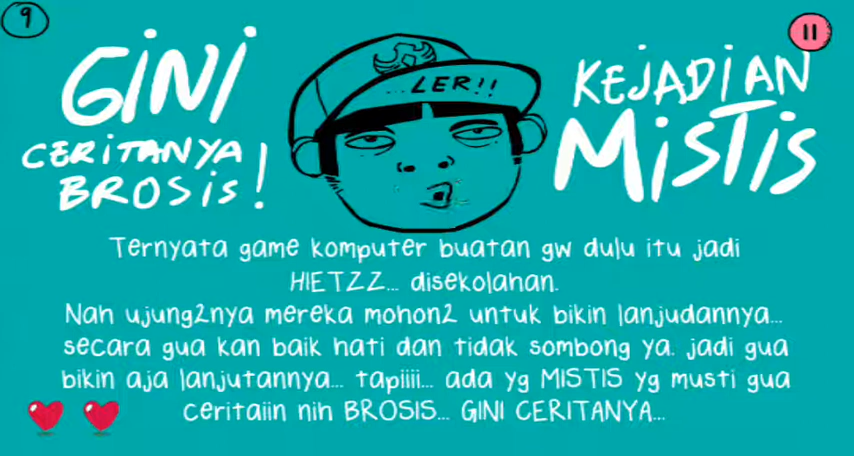 9
GiNi
CERiTANYA
BROSiS!
...LER!!
KEJADIAN
MiSTiS
Ternyata game komputer buatan gw dulu itu jadi
HIETZZ... disekolahan.
Nah ujung2nya mereka mohon2 untuk bikin lanjudannya...
secara gua kan baik hati dan tidak sombong ya. jadi gua
bikin aja lanjutannya... tapiiii... ada yg MISTIS yg musti gua
ceritaiin nih BROSIS... GINI CERITANYA...